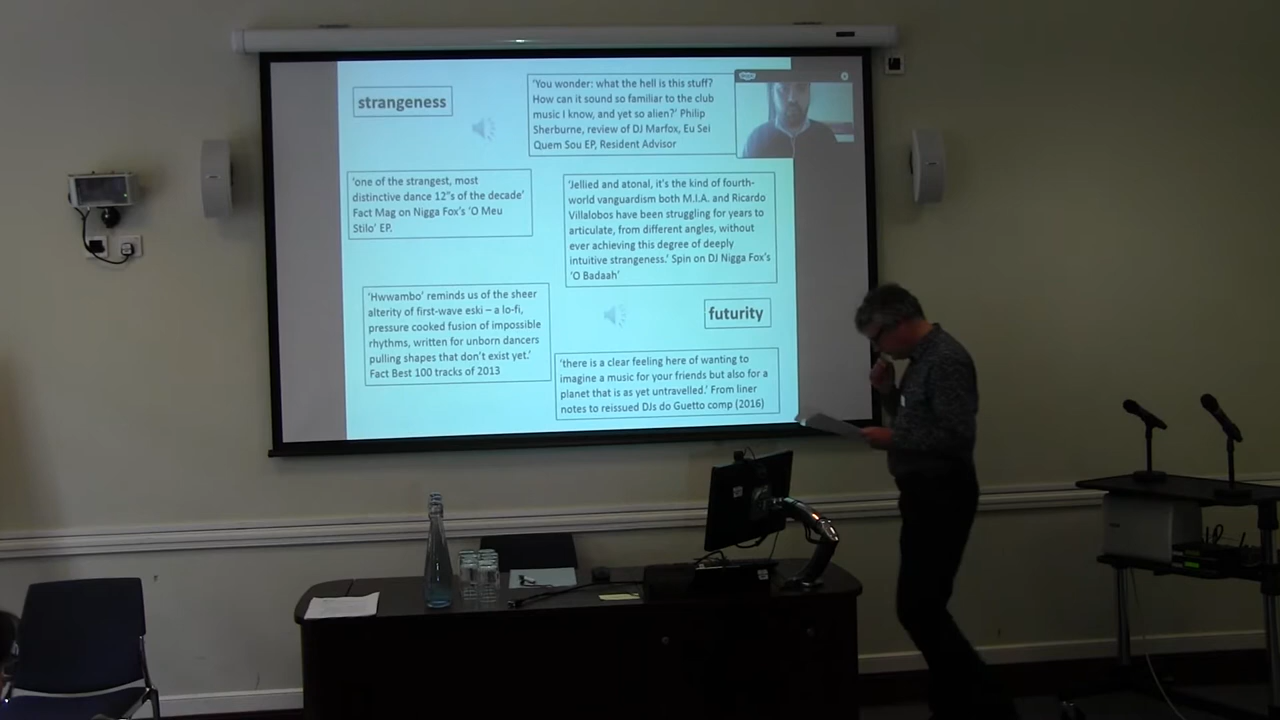 strangeness
'You wonder: what the hell is this stuff?
How can it sound so familiar to the club
music I know, and yet so alien?' Philip
Sherburne, review of DJ Marfox, Eu Sei
Quem Sou EP, Resident Advisor
'one of the strangest, most
distinctive dance 12"s of the decade'
Fact Mag on Nigga Fox's 'O Meu
Stilo' EP.
'Jellied and atonal, it's the kind of fourth-
world vanguardism both M.I.A. and Ricardo
Villalobos have been struggling for years to
articulate, from different angles, without
ever achieving this degree of deeply
intuitive strangeness.' Spin on DJ Nigga Fox's
'O Badaah'
'Hwwambo' reminds us of the sheer
alterity of first-wave eski – a lo-fi,
pressure cooked fusion of impossible
rhythms, written for unborn dancers
pulling shapes that don't exist yet.'
Fact Best 100 tracks of 2013
futurity
'there is a clear feeling here of wanting to
imagine a music for your friends but also for a
planet that is as yet untravelled.' From liner
notes to reissued DJs do Guetto comp (2016)